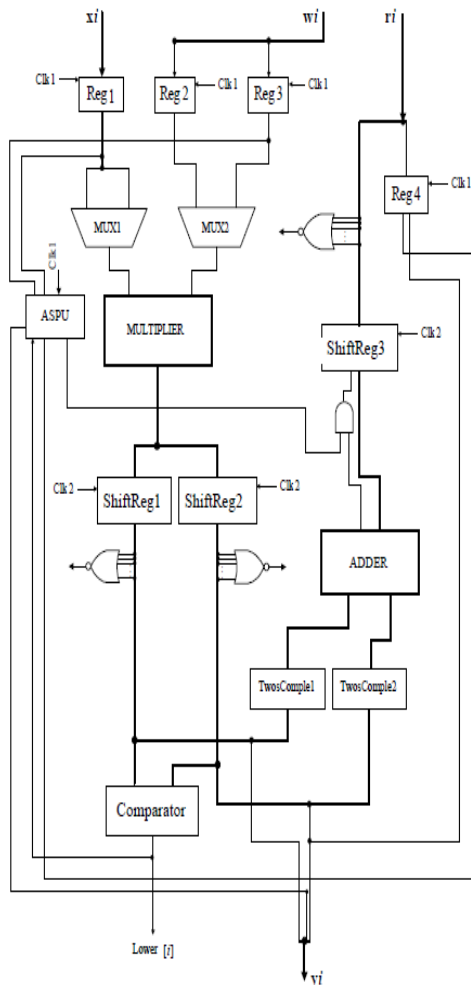 xi wi ri
Clk1 Reg1 Reg2 Clk1 Reg3 Clk1
Reg4 Clk1
MUX1 MUX2
Clk1
ASPU MULTIPLIER ShiftReg3 Clk2
Clk2 ShiftReg1 ShiftReg2 Clk2
ADDER
TwosComple1 TwosComple2
Comparator
Lower [i]
vi